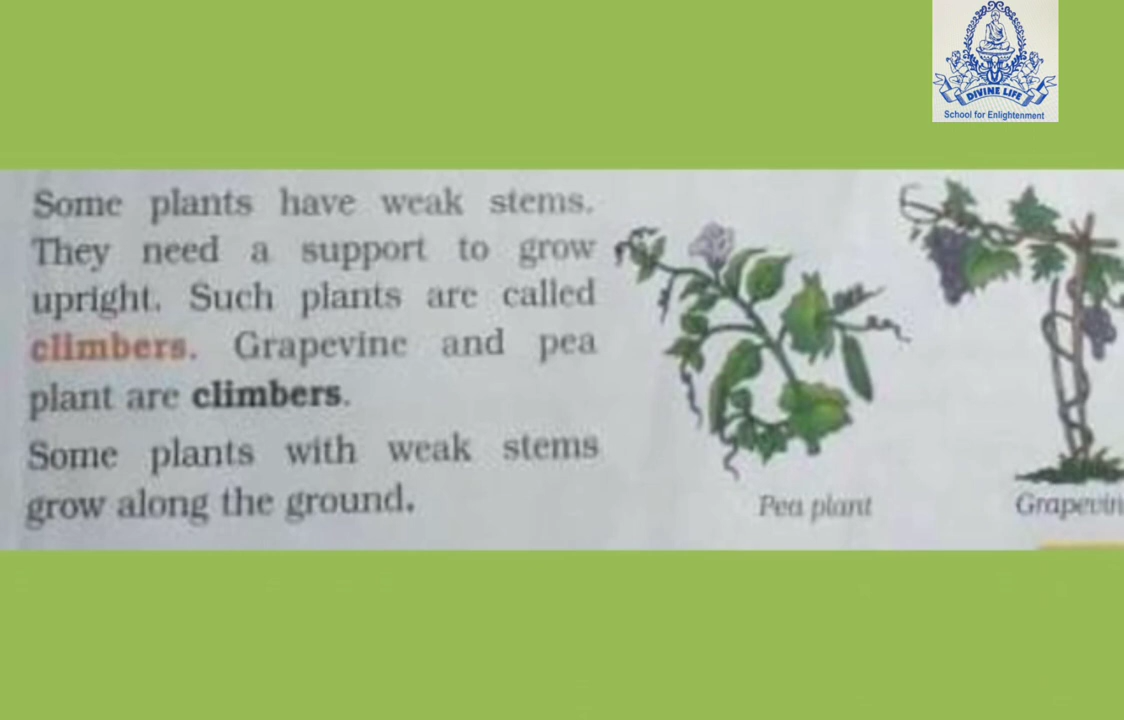 DIVINE LIFE
School for Enlightenment
Some plants have weak stems.
They need a support to grow
upright. Such plants are called
climbers. Grapevine and pea
plant are climbers.
Some plants with weak stems
grow along the ground.
Pea plant
Grapevin